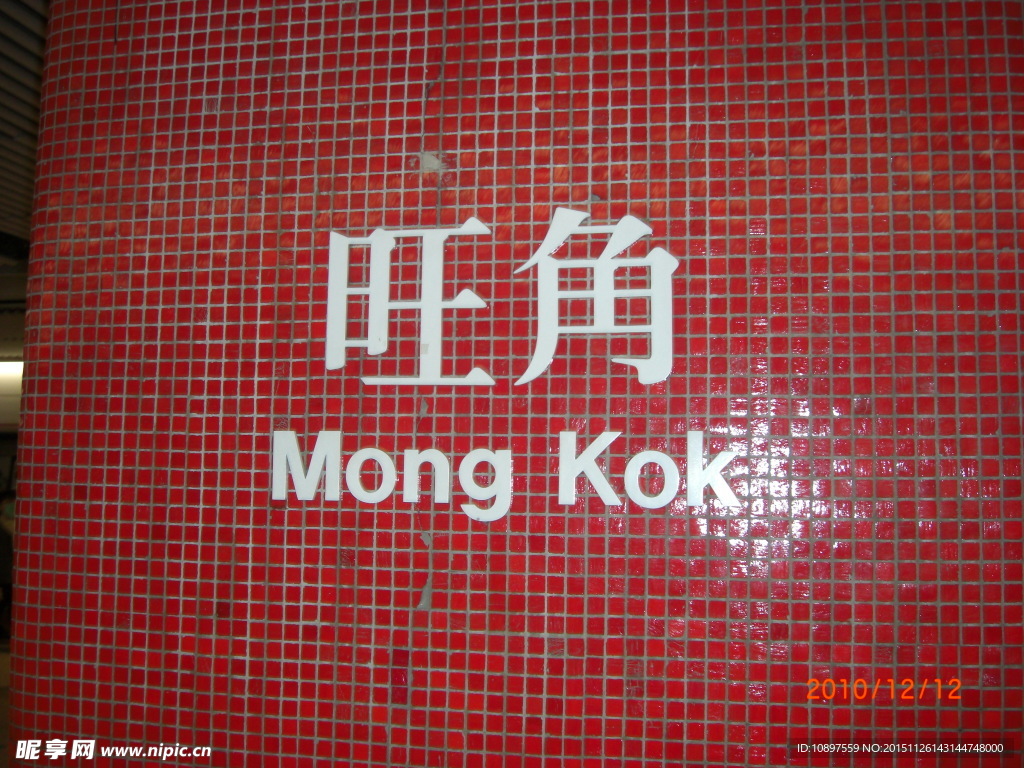 旺角
Mong Kok
2010/12/12
昵享网 www.nipic.cn
ID:10897559 NO:20151126143144748000